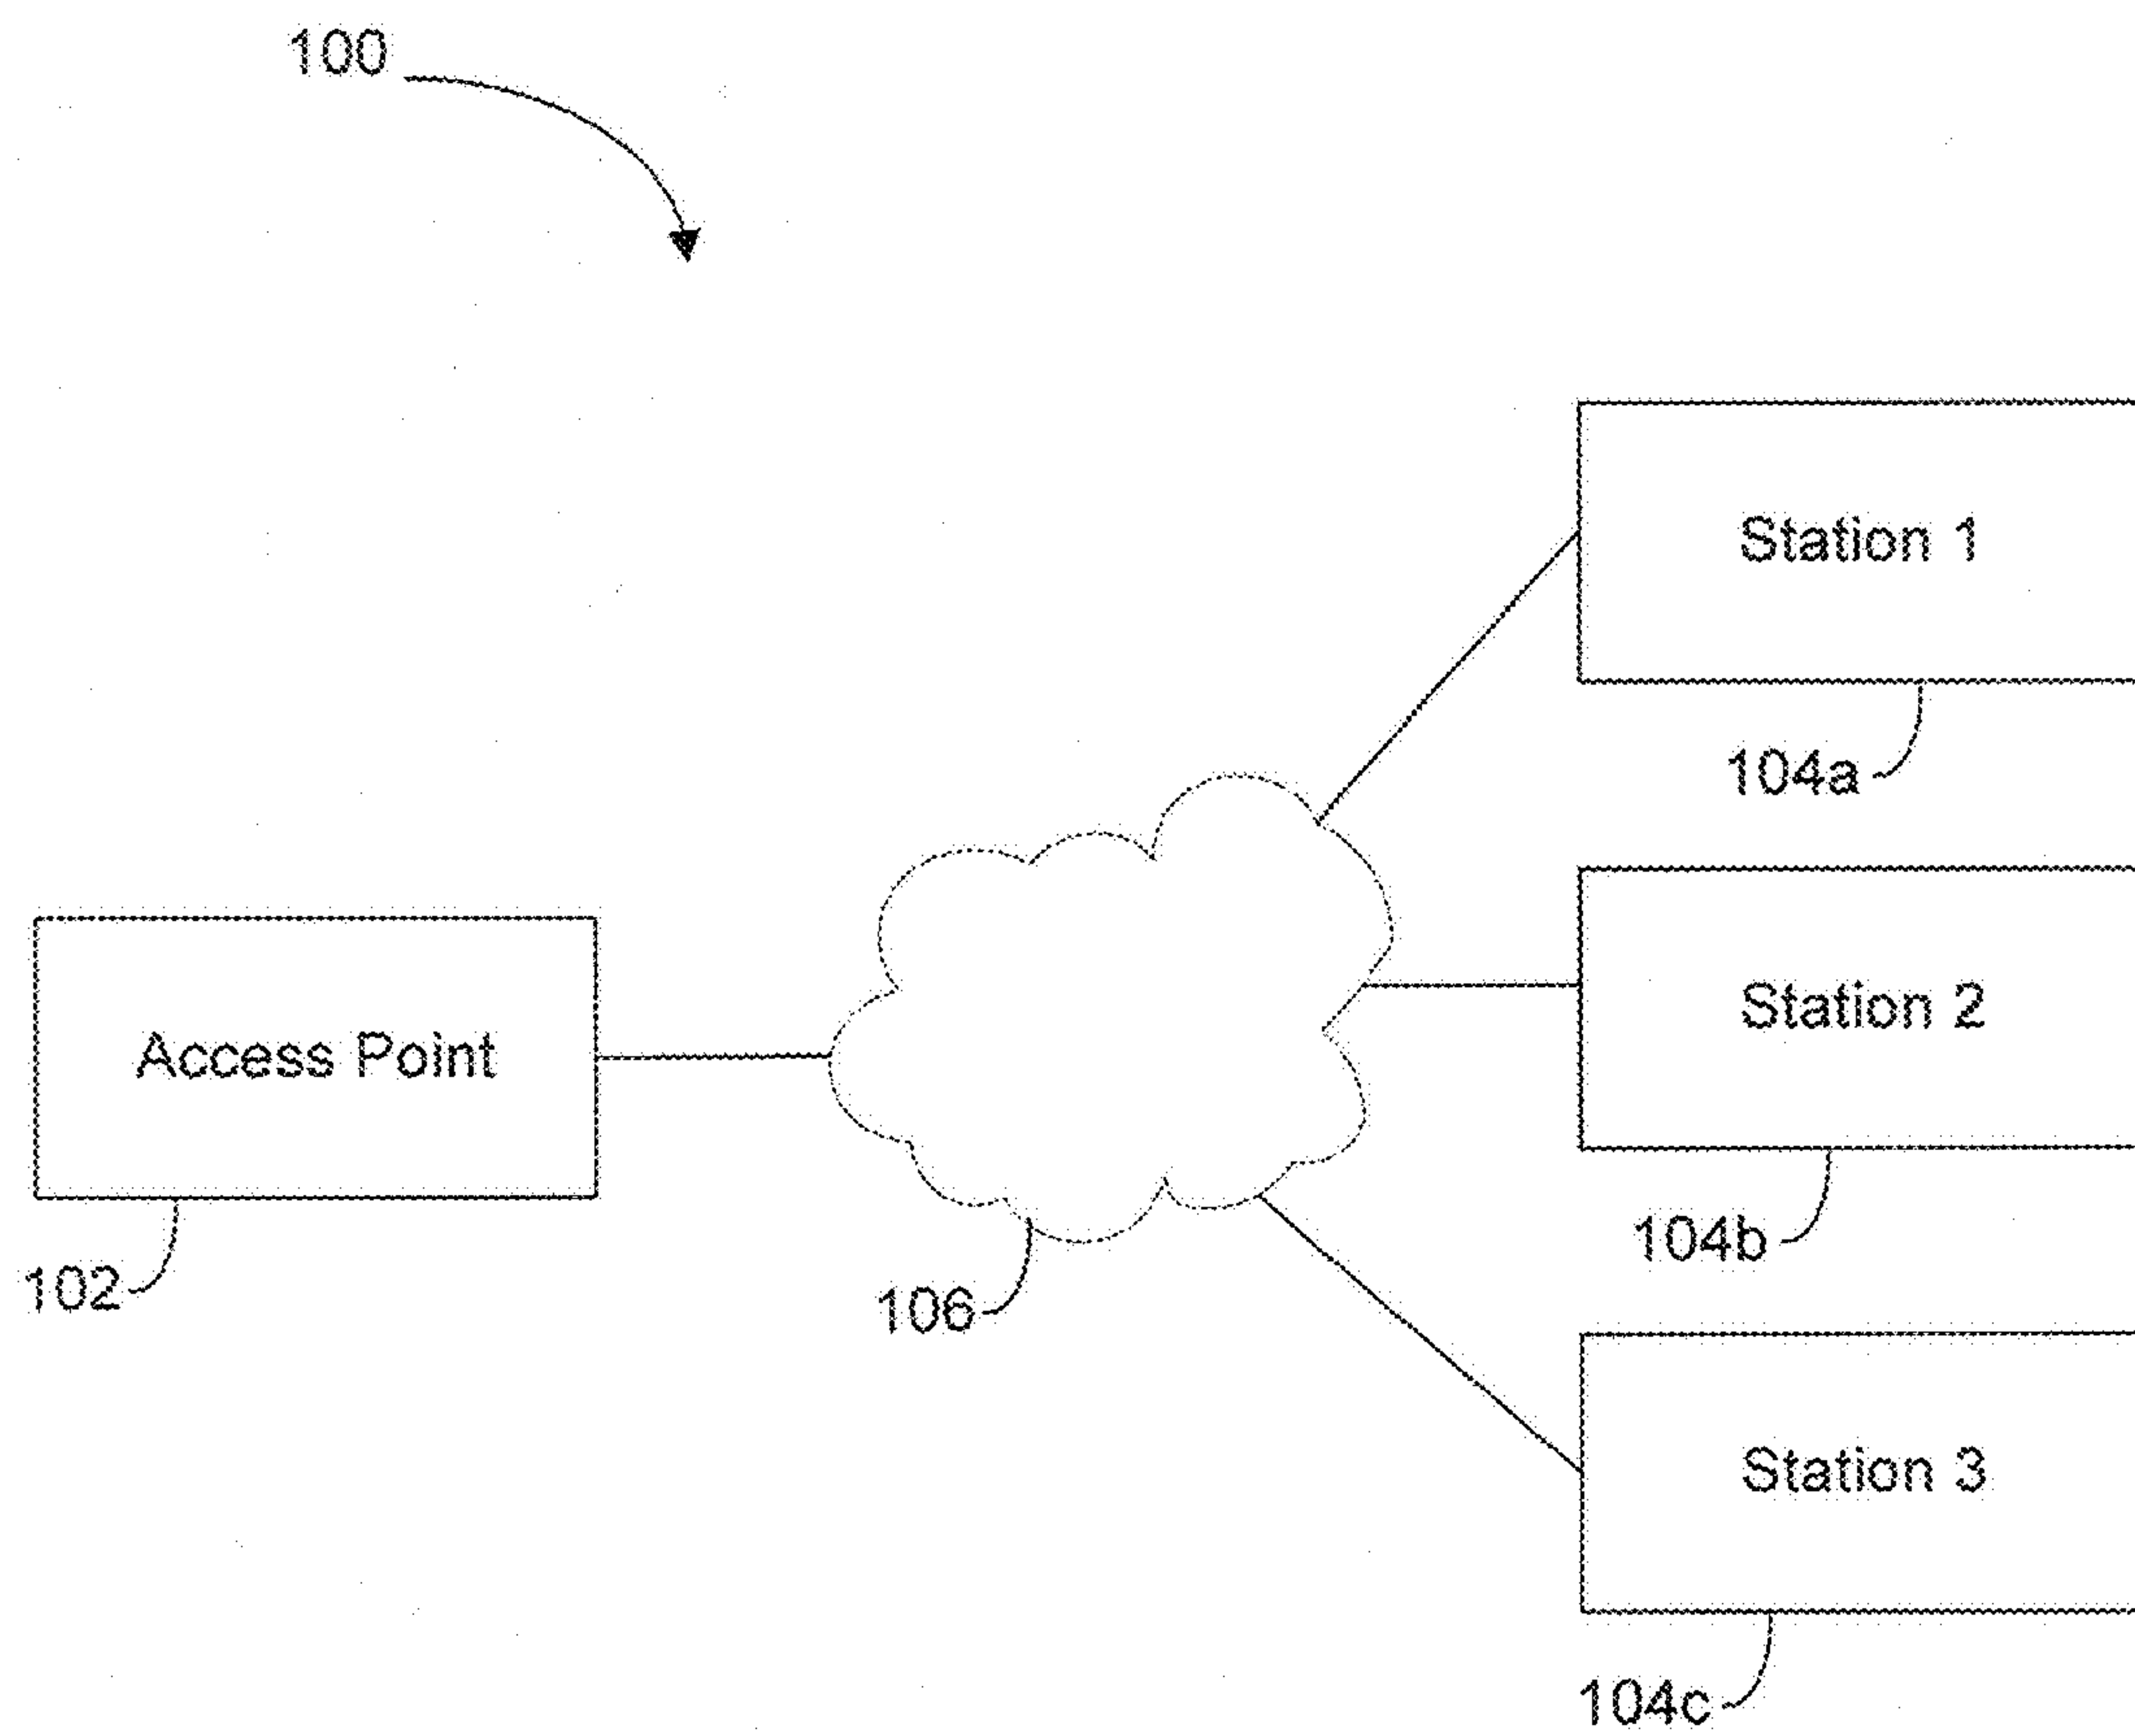 100
Station 1
104a
Access Point
Station 2
102
106
104b
Station 3
104c